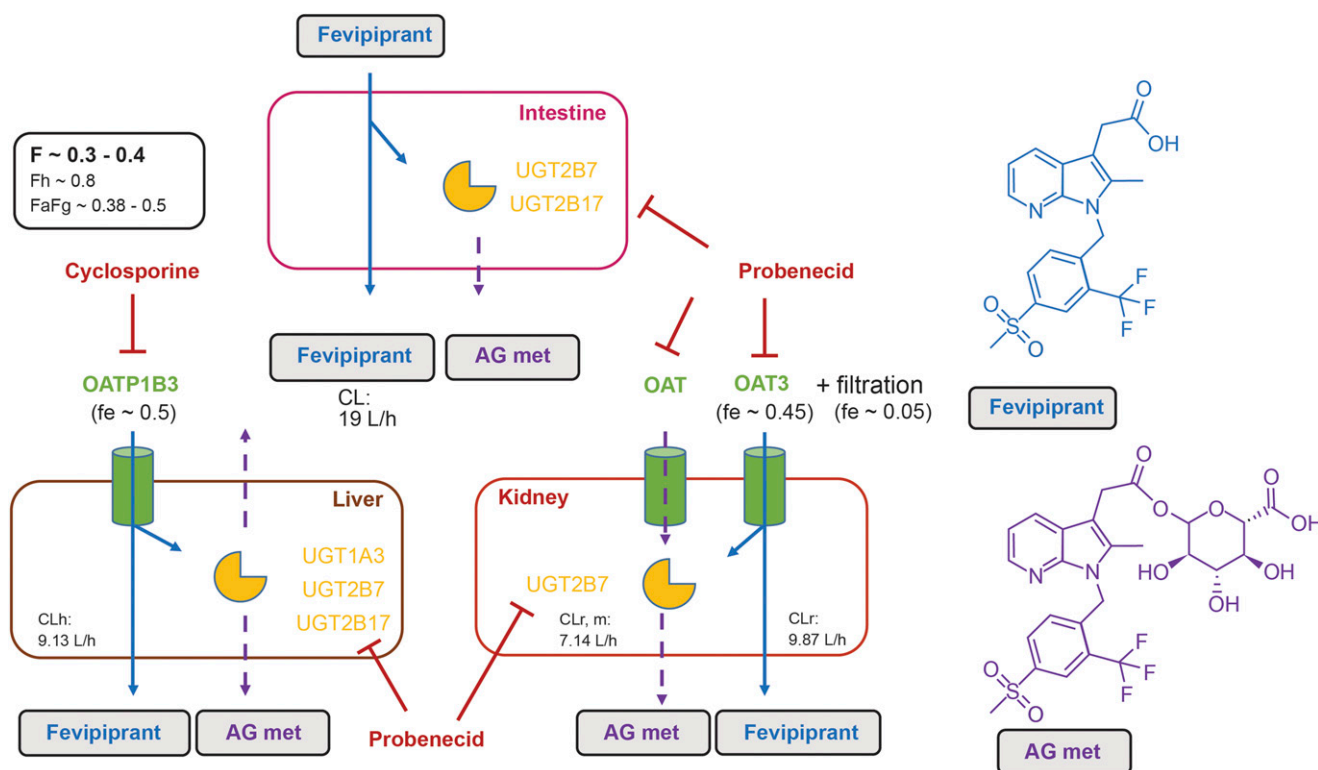 Fevipiprant
Intestine
UGT2B7
UGT2B17
F ~ 0.3 - 0.4
Fh ~ 0.8
FaFg ~ 0.38 - 0.5
Cyclosporine
Probenecid
Fevipiprant
AG met
CL:
19 L/h
OATP1B3
(fe ~ 0.5)
OAT
OAT3
(fe ~ 0.45)
+ filtration
(fe ~ 0.05)
Liver
UGT1A3
UGT2B7
UGT2B17
CLh:
9.13 L/h
Kidney
UGT2B7
CLr, m:
7.14 L/h
CLr:
9.87 L/h
Fevipiprant
AG met
Probenecid
AG met
Fevipiprant
O
OH
N
N
F
F
F
O
S
O
Fevipiprant
O
O
O
O
OH
N
N
HO
OH
OH
F
F
F
O
S
O
AG met